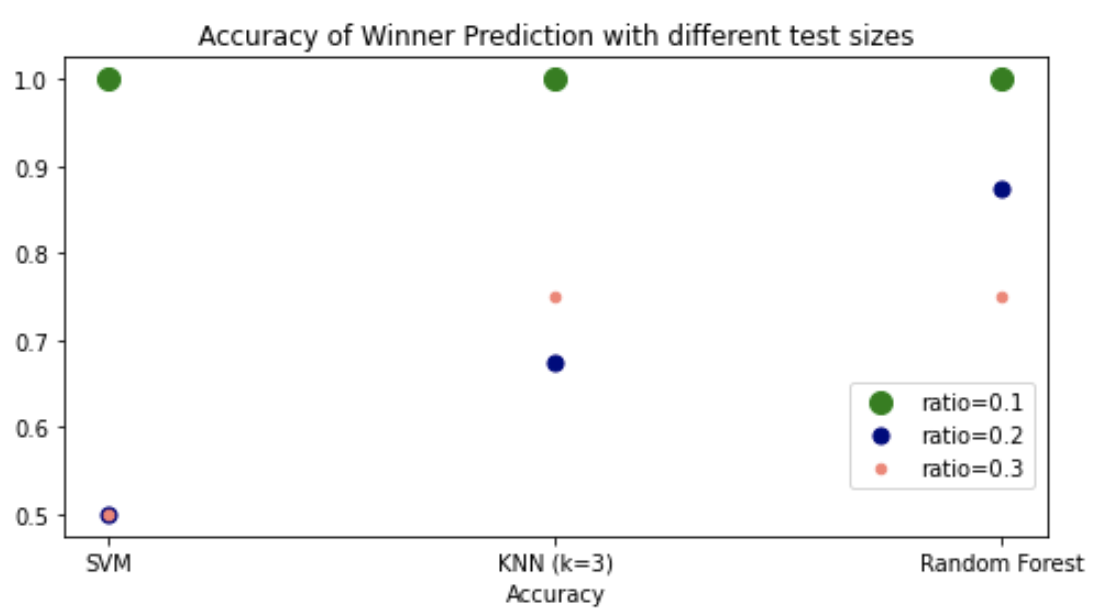 Accuracy of Winner Prediction with different test sizes
1.0
0.9
0.8
0.7
0.6
0.5
ratio=0.1
ratio=0.2
ratio=0.3
SVM
KNN (k=3)
Random Forest
Accuracy